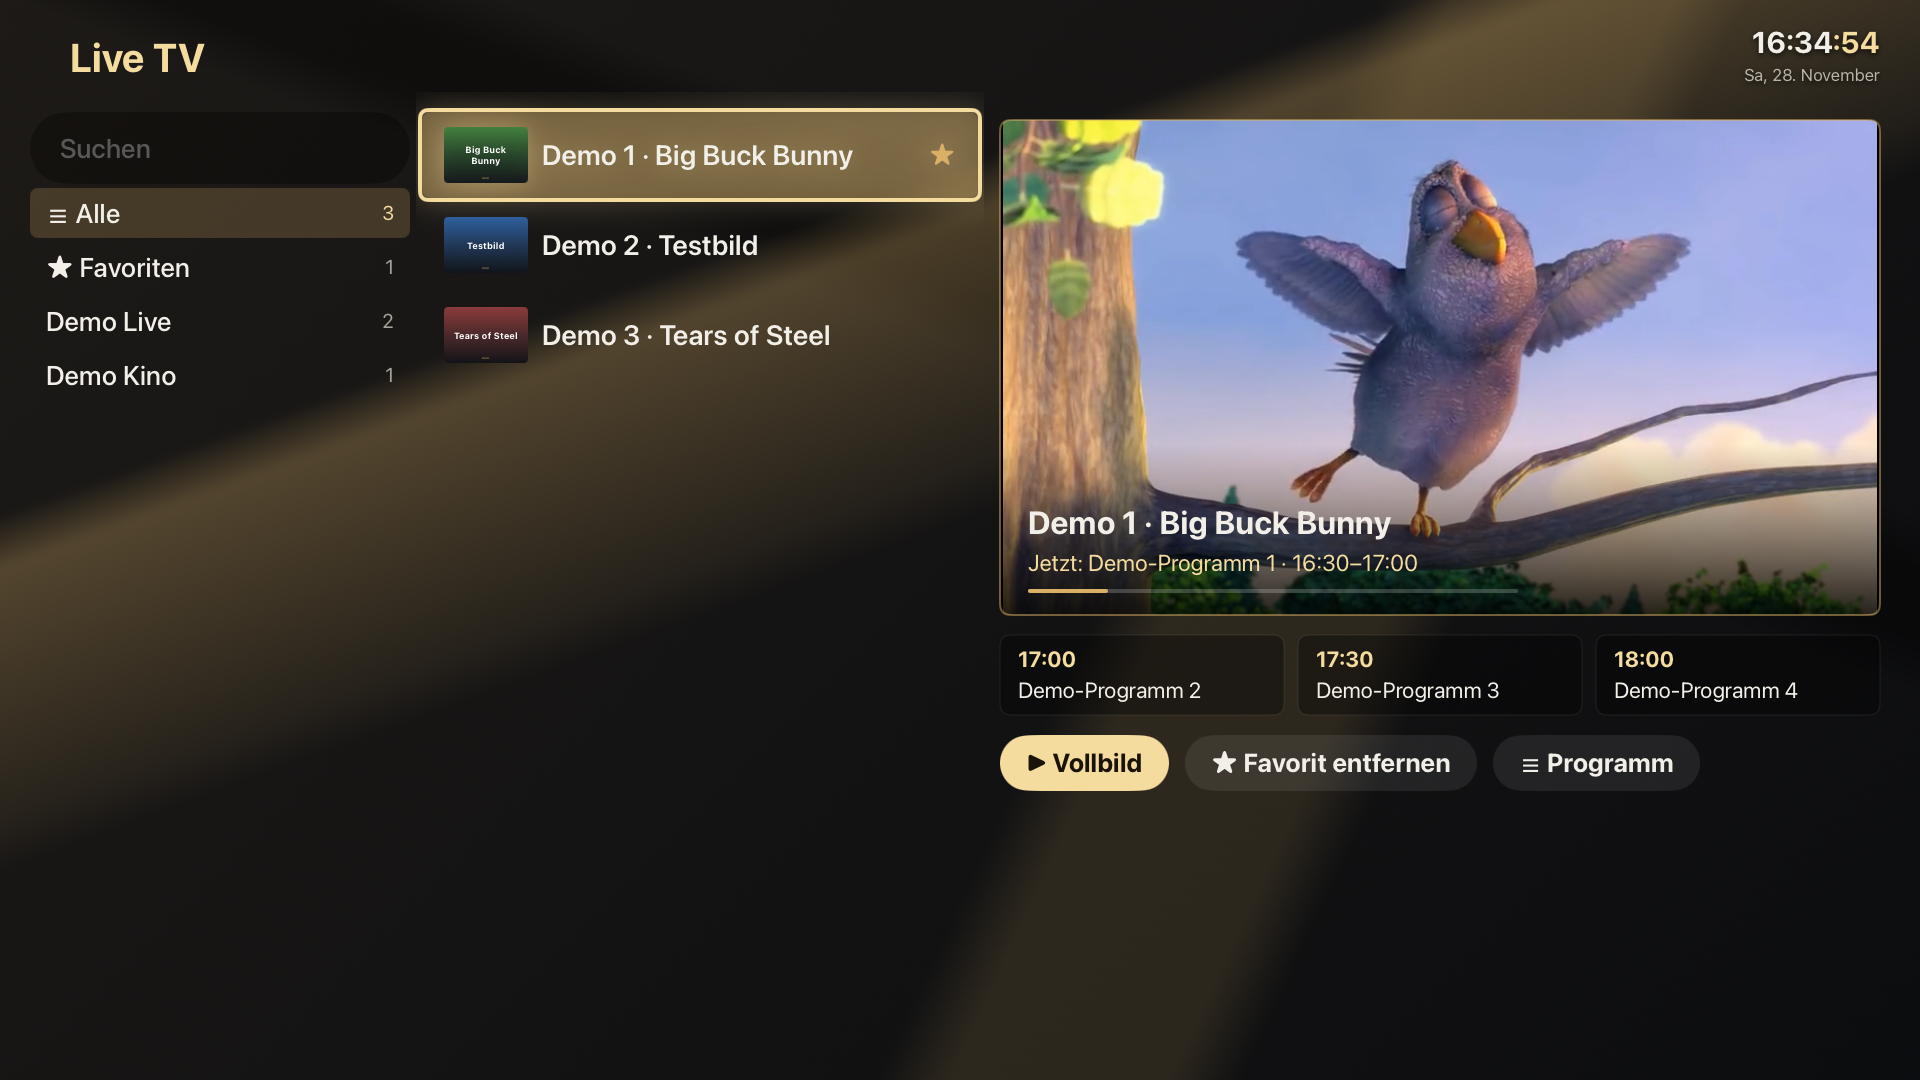 Live TV
16:34:54
Sa, 28. November
Suchen
Alle 3
Favoriten 1
Demo Live 2
Demo Kino 1
Big Buck
Bunny
Demo 1 · Big Buck Bunny
Testbild
Demo 2 · Testbild
Tears of Steel
Demo 3 · Tears of Steel
Demo 1 · Big Buck Bunny
Jetzt: Demo-Programm 1 · 16:30–17:00
17:00
Demo-Programm 2
17:30
Demo-Programm 3
18:00
Demo-Programm 4
Vollbild
Favorit entfernen
Programm